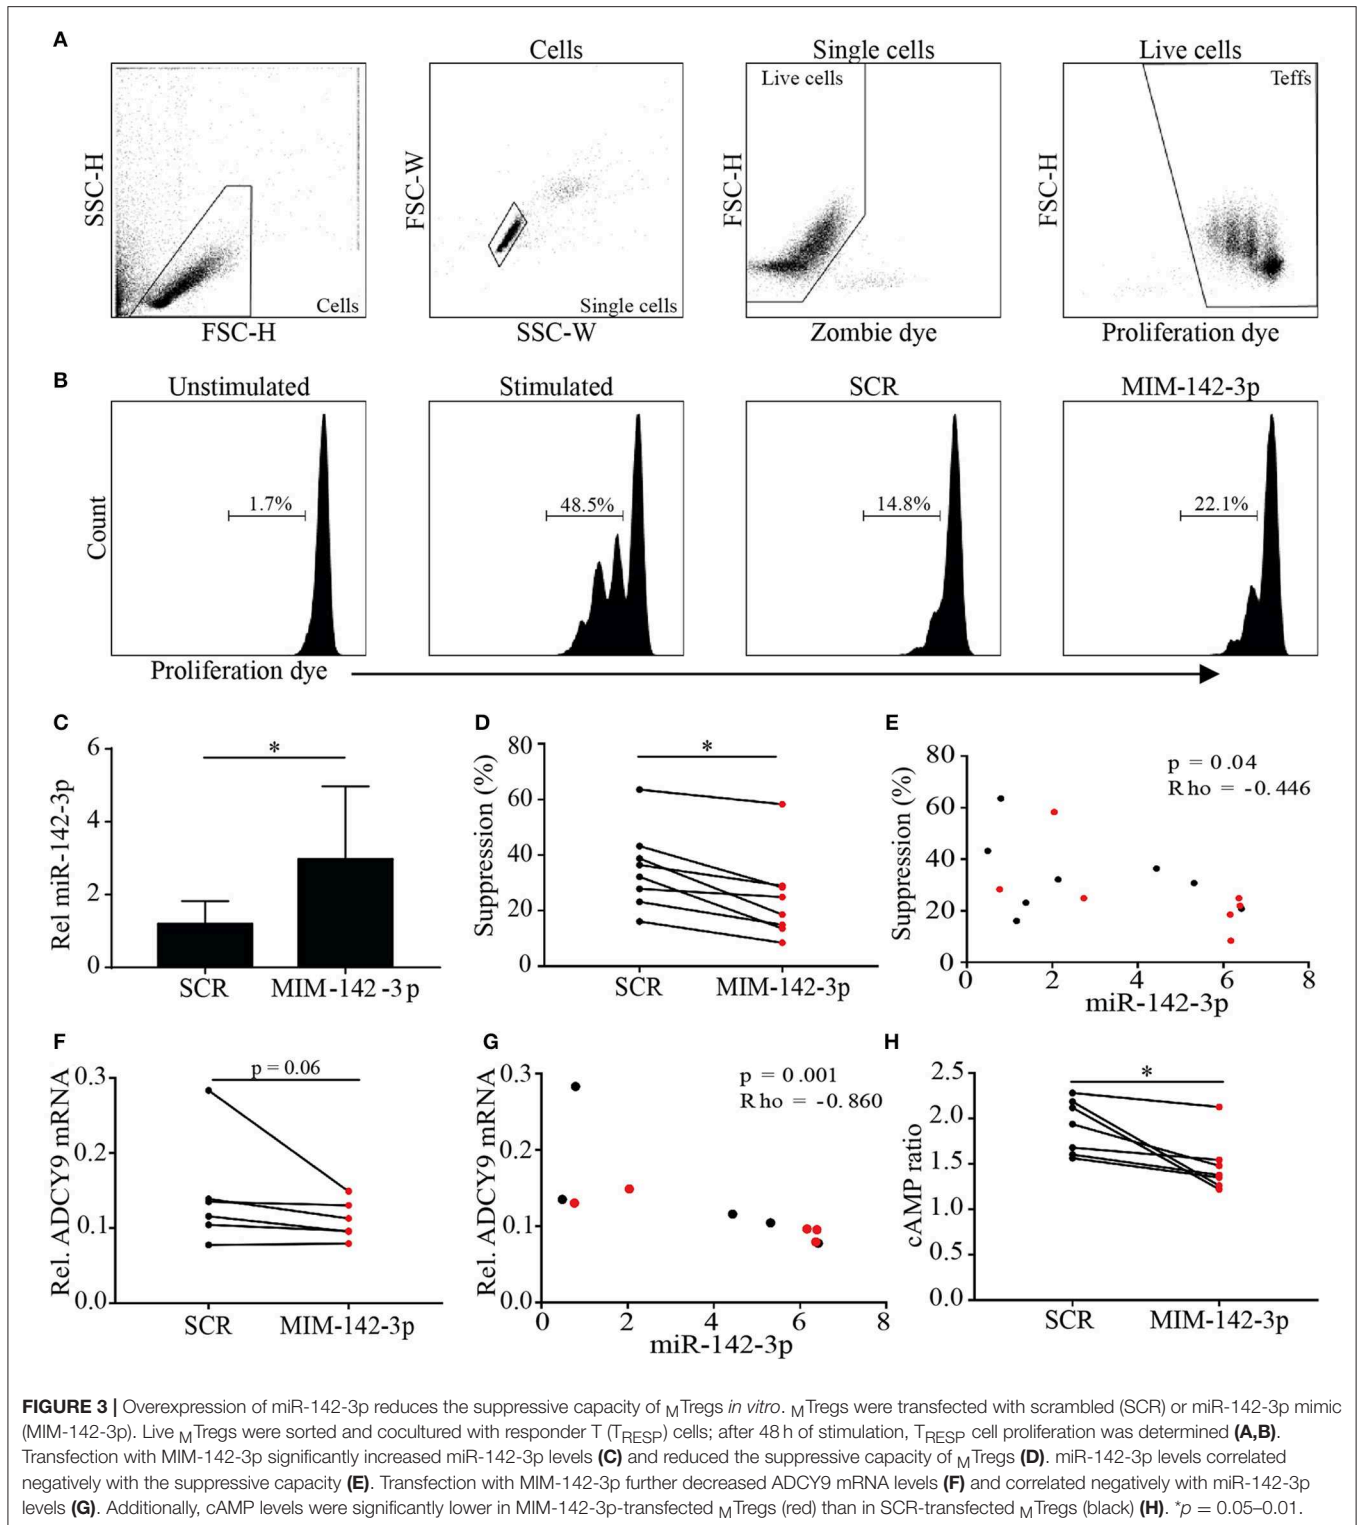 A
Cells
Single cells
Live cells
SSC-H
Cells
FSC-H
FSC-W
Single cells
SSC-W
FSC-H
Live cells
Zombie dye
FSC-H
Teffs
Proliferation dye
B
Unstimulated
Stimulated
SCR
MIM-142-3p
Count
1.7%
48.5%
14.8%
22.1%
Proliferation dye
C
Rel miR-142-3p
6
4
2
0
*
SCR
MIM-142-3p
D
Suppression (%)
80
60
40
20
0
*
SCR
MIM-142-3p
E
Suppression (%)
80
60
40
20
0
p = 0.04
Rho = -0.446
0 2 4 6 8
miR-142-3p
F
Rel. ADCY9 mRNA
0.3
0.2
0.1
0.0
p = 0.06
SCR
MIM-142-3p
G
Rel. ADCY9 mRNA
0.3
0.2
0.1
0.0
p = 0.001
Rho = -0.860
0 2 4 6 8
miR-142-3p
H
cAMP ratio
2.5
2.0
1.5
1.0
0.5
0.0
*
SCR
MIM-142-3p
FIGURE 3 | Overexpression of miR-142-3p reduces the suppressive capacity of MTregs in vitro. MTregs were transfected with scrambled (SCR) or miR-142-3p mimic
(MIM-142-3p). Live MTregs were sorted and cocultured with responder T (TRESP) cells; after 48 h of stimulation, TRESP cell proliferation was determined (A,B).
Transfection with MIM-142-3p significantly increased miR-142-3p levels (C) and reduced the suppressive capacity of MTregs (D). miR-142-3p levels correlated
negatively with the suppressive capacity (E). Transfection with MIM-142-3p further decreased ADCY9 mRNA levels (F) and correlated negatively with miR-142-3p
levels (G). Additionally, cAMP levels were significantly lower in MIM-142-3p-transfected MTregs (red) than in SCR-transfected MTregs (black) (H). *p = 0.05–0.01.